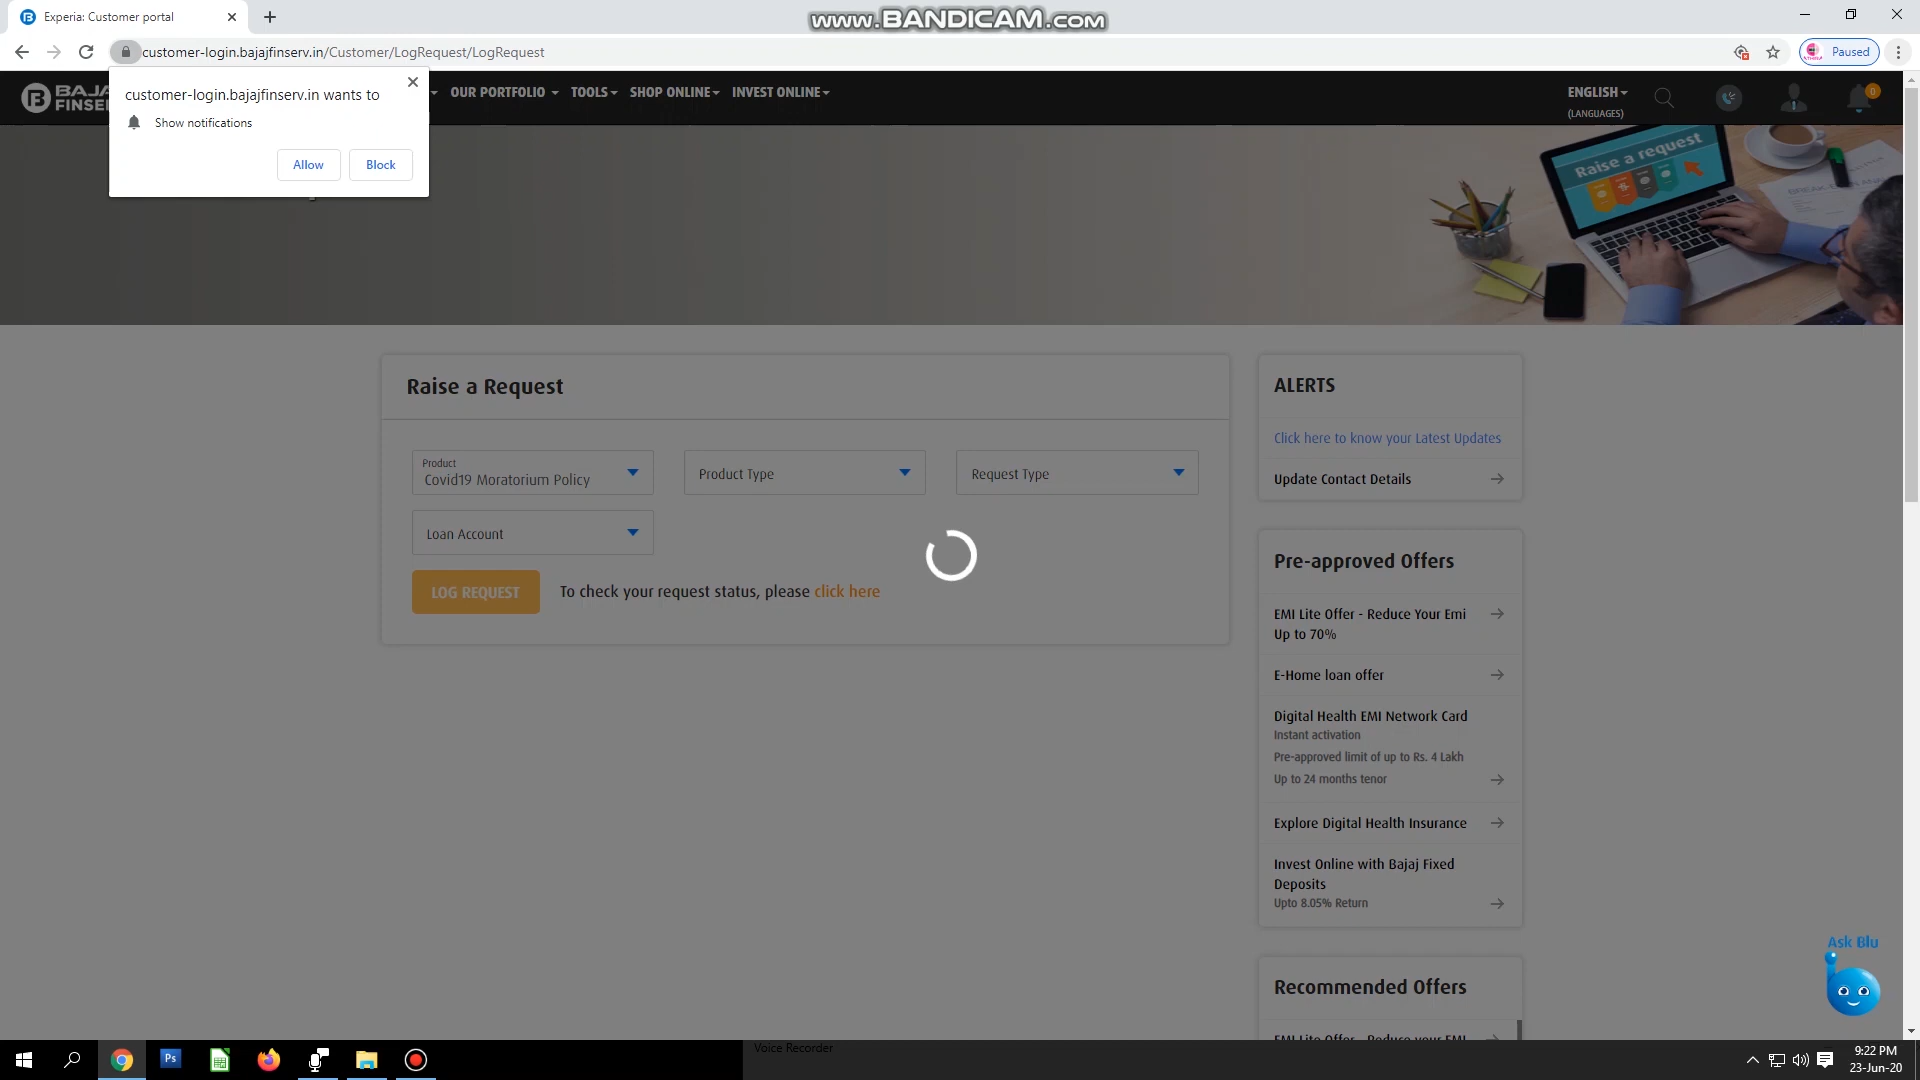 Experia: Customer portal
www.BANDICAM.com
customer-login.bajajfinserv.in/Customer/LogRequest/LogRequest
Paused
customer-login.bajajfinserv.in wants to
Show notifications
Allow
Block
BAJA
FINSER
OUR PORTFOLIO
TOOLS
SHOP ONLINE
INVEST ONLINE
ENGLISH
(LANGUAGES)
0
Raise a request
Raise a Request
Product
Covid19 Moratorium Policy
Product Type
Request Type
Loan Account
LOG REQUEST
To check your request status, please click here
ALERTS
Click here to know your Latest Updates
Update Contact Details
Pre-approved Offers
EMI Lite Offer - Reduce Your Emi
Up to 70%
E-Home loan offer
Digital Health EMI Network Card
Instant activation
Pre-approved limit of up to Rs. 4 Lakh
Up to 24 months tenor
Explore Digital Health Insurance
Invest Online with Bajaj Fixed
Deposits
Upto 8.05% Return
Ask Blu
Recommended Offers
EMI Lite Offer - Reduce your EMI
Ps
Voice Recorder
9:22 PM
23-Jun-20